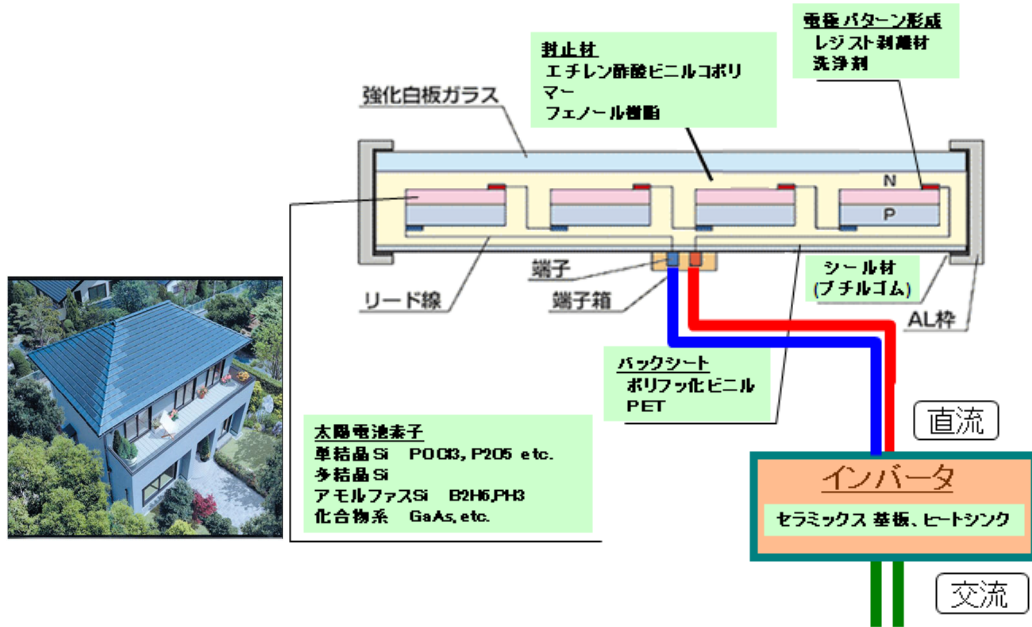 電極パターン形成
レジスト剥離材
洗浄剤
封止材
エチレン酢酸ビニルコポリ
マー
フェノール樹脂
強化白板ガラス
N
P
端子
リード線
端子箱
シール材
(ブチルゴム)
AL枠
バックシート
ポリフッ化ビニル
PET
直流
太陽電池素子
単結晶Si POCl3, P2O5 etc.
多結晶Si
アモルファスSi B2H6,PH3
化合物系 GaAs, etc.
インバータ
セラミックス基板、ヒートシンク
交流